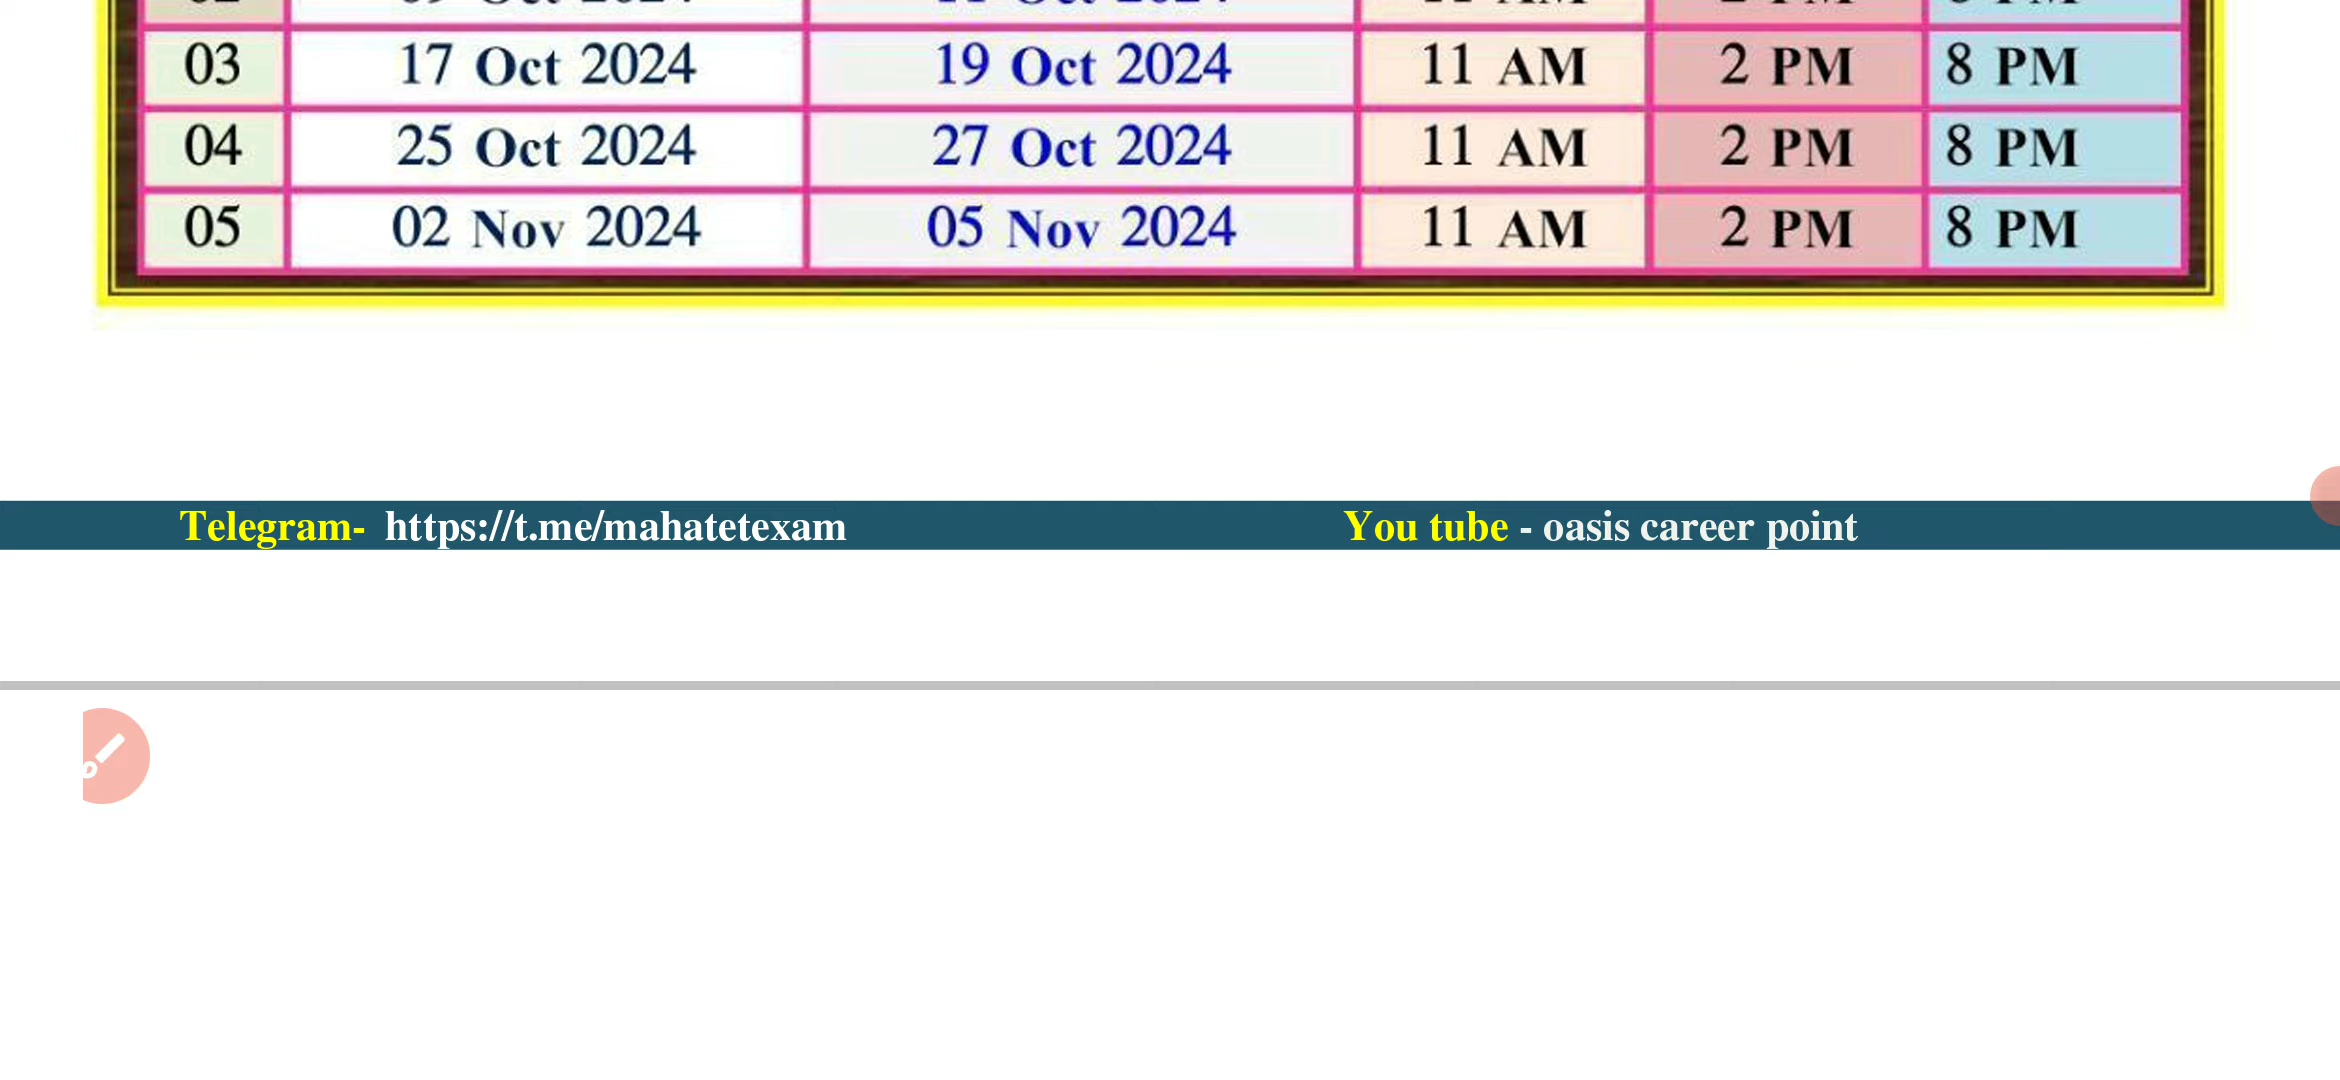 03 17 Oct 2024 19 Oct 2024 11 AM 2 PM 8 PM
04 25 Oct 2024 27 Oct 2024 11 AM 2 PM 8 PM
05 02 Nov 2024 05 Nov 2024 11 AM 2 PM 8 PM
Telegram- https://t.me/mahatetexam You tube - oasis career point